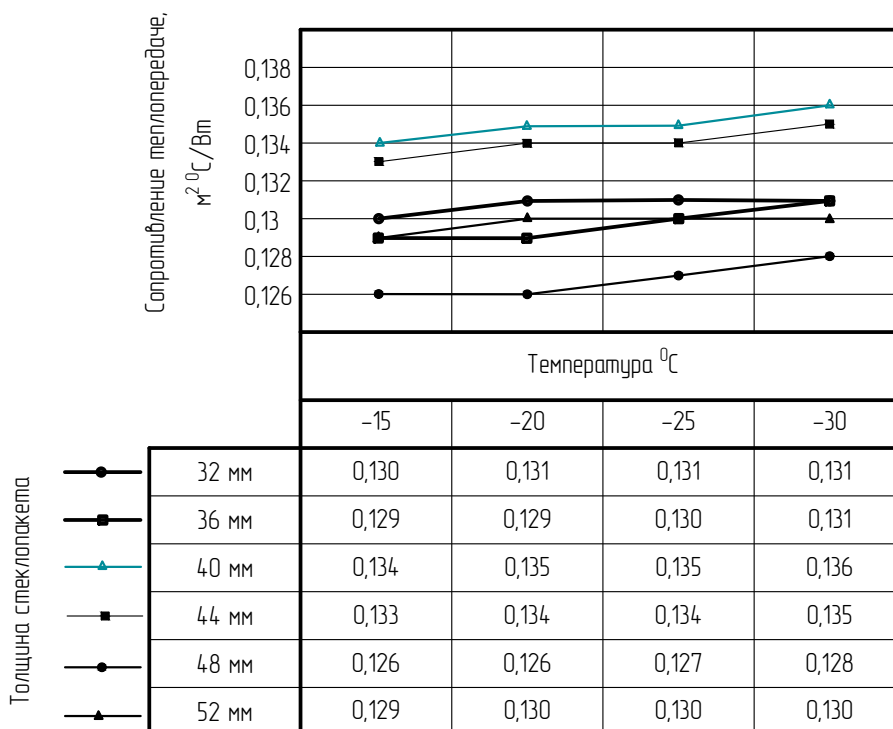 Сопротивление теплопередаче,
м² ⁰С/Вт
0,138
0,136
0,134
0,132
0,13
0,128
0,126
Температура ⁰С
-15 -20 -25 -30
Толщина стеклопакета
32 мм 0,130 0,131 0,131 0,131
36 мм 0,129 0,129 0,130 0,131
40 мм 0,134 0,135 0,135 0,136
44 мм 0,133 0,134 0,134 0,135
48 мм 0,126 0,126 0,127 0,128
52 мм 0,129 0,130 0,130 0,130